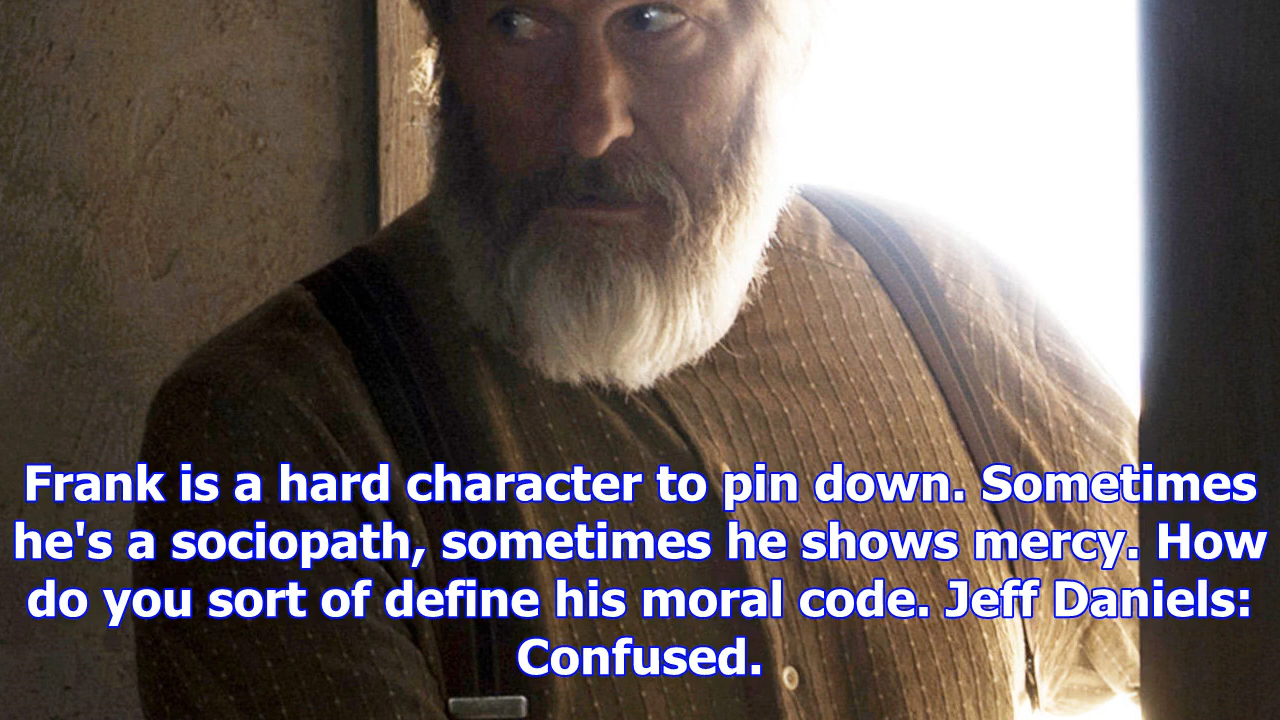 Frank is a hard character to pin down. Sometimes
he's a sociopath, sometimes he shows mercy. How
do you sort of define his moral code. Jeff Daniels:
Confused.